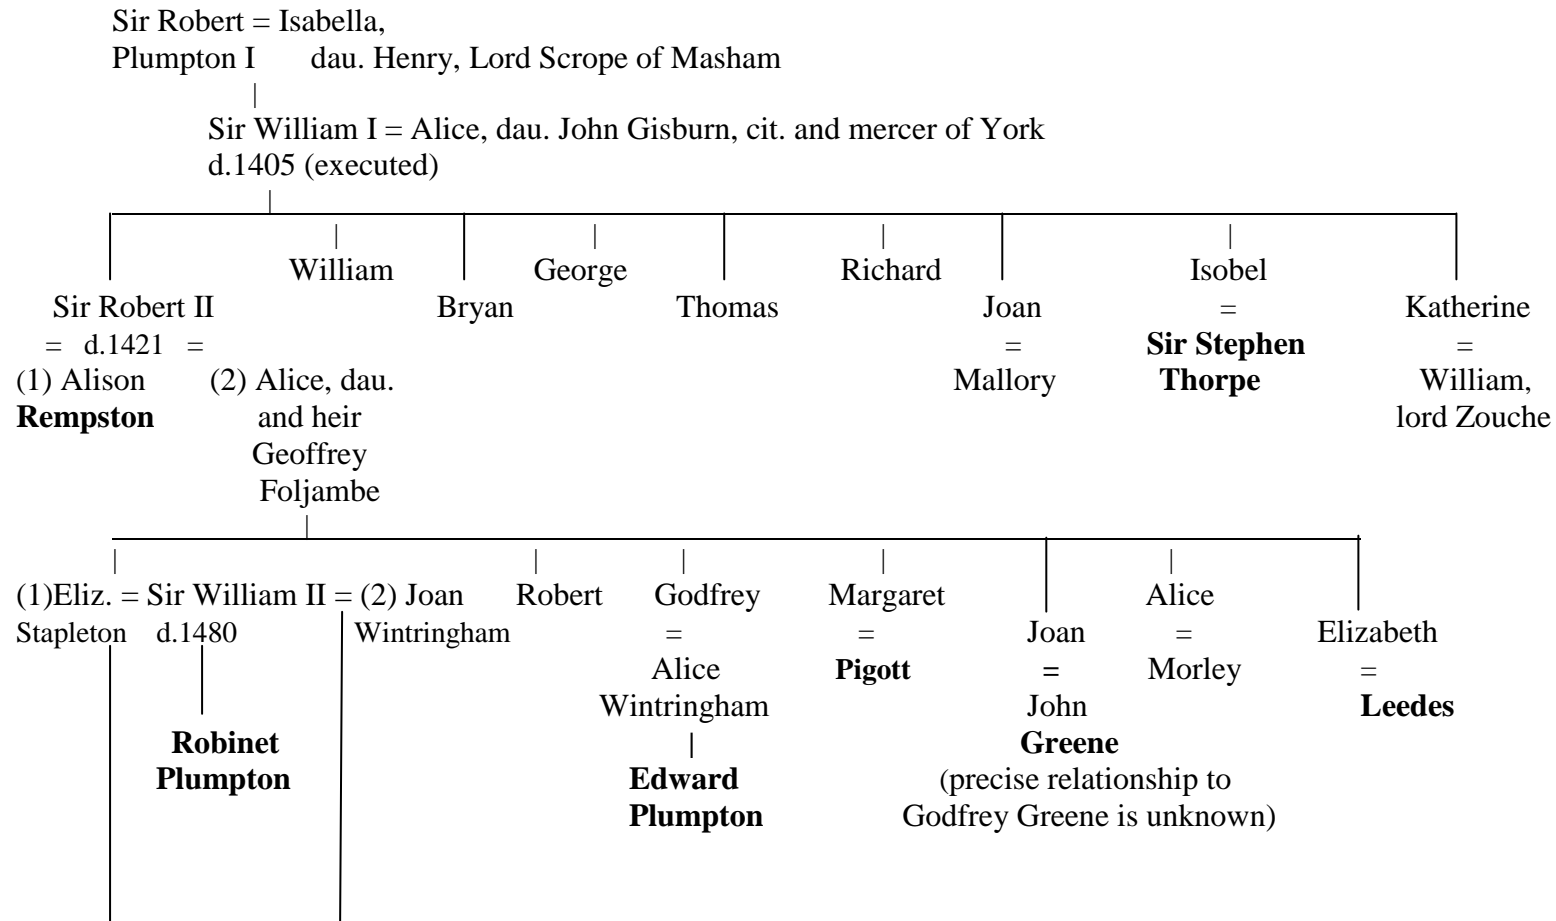 Sir Robert = Isabella,
Plumpton I dau. Henry, Lord Scrope of Masham
Sir William I = Alice, dau. John Gisburn, cit. and mercer of York
d.1405 (executed)
William George Richard Isobel
Sir Robert II Bryan Thomas Joan = Katherine
= d.1421 = = Sir Stephen =
(1) Alison (2) Alice, dau. Mallory Thorpe William,
Rempston and heir lord Zouche
Geoffrey
Foljambe
(1)Eliz. = Sir William II = (2) Joan Robert Godfrey Margaret Alice
Stapleton d.1480 Wintringham = = Joan = Elizabeth
Alice Pigott = Morley =
Wintringham John Leedes
Robinet Greene
Plumpton Edward (precise relationship to
Plumpton Godfrey Greene is unknown)